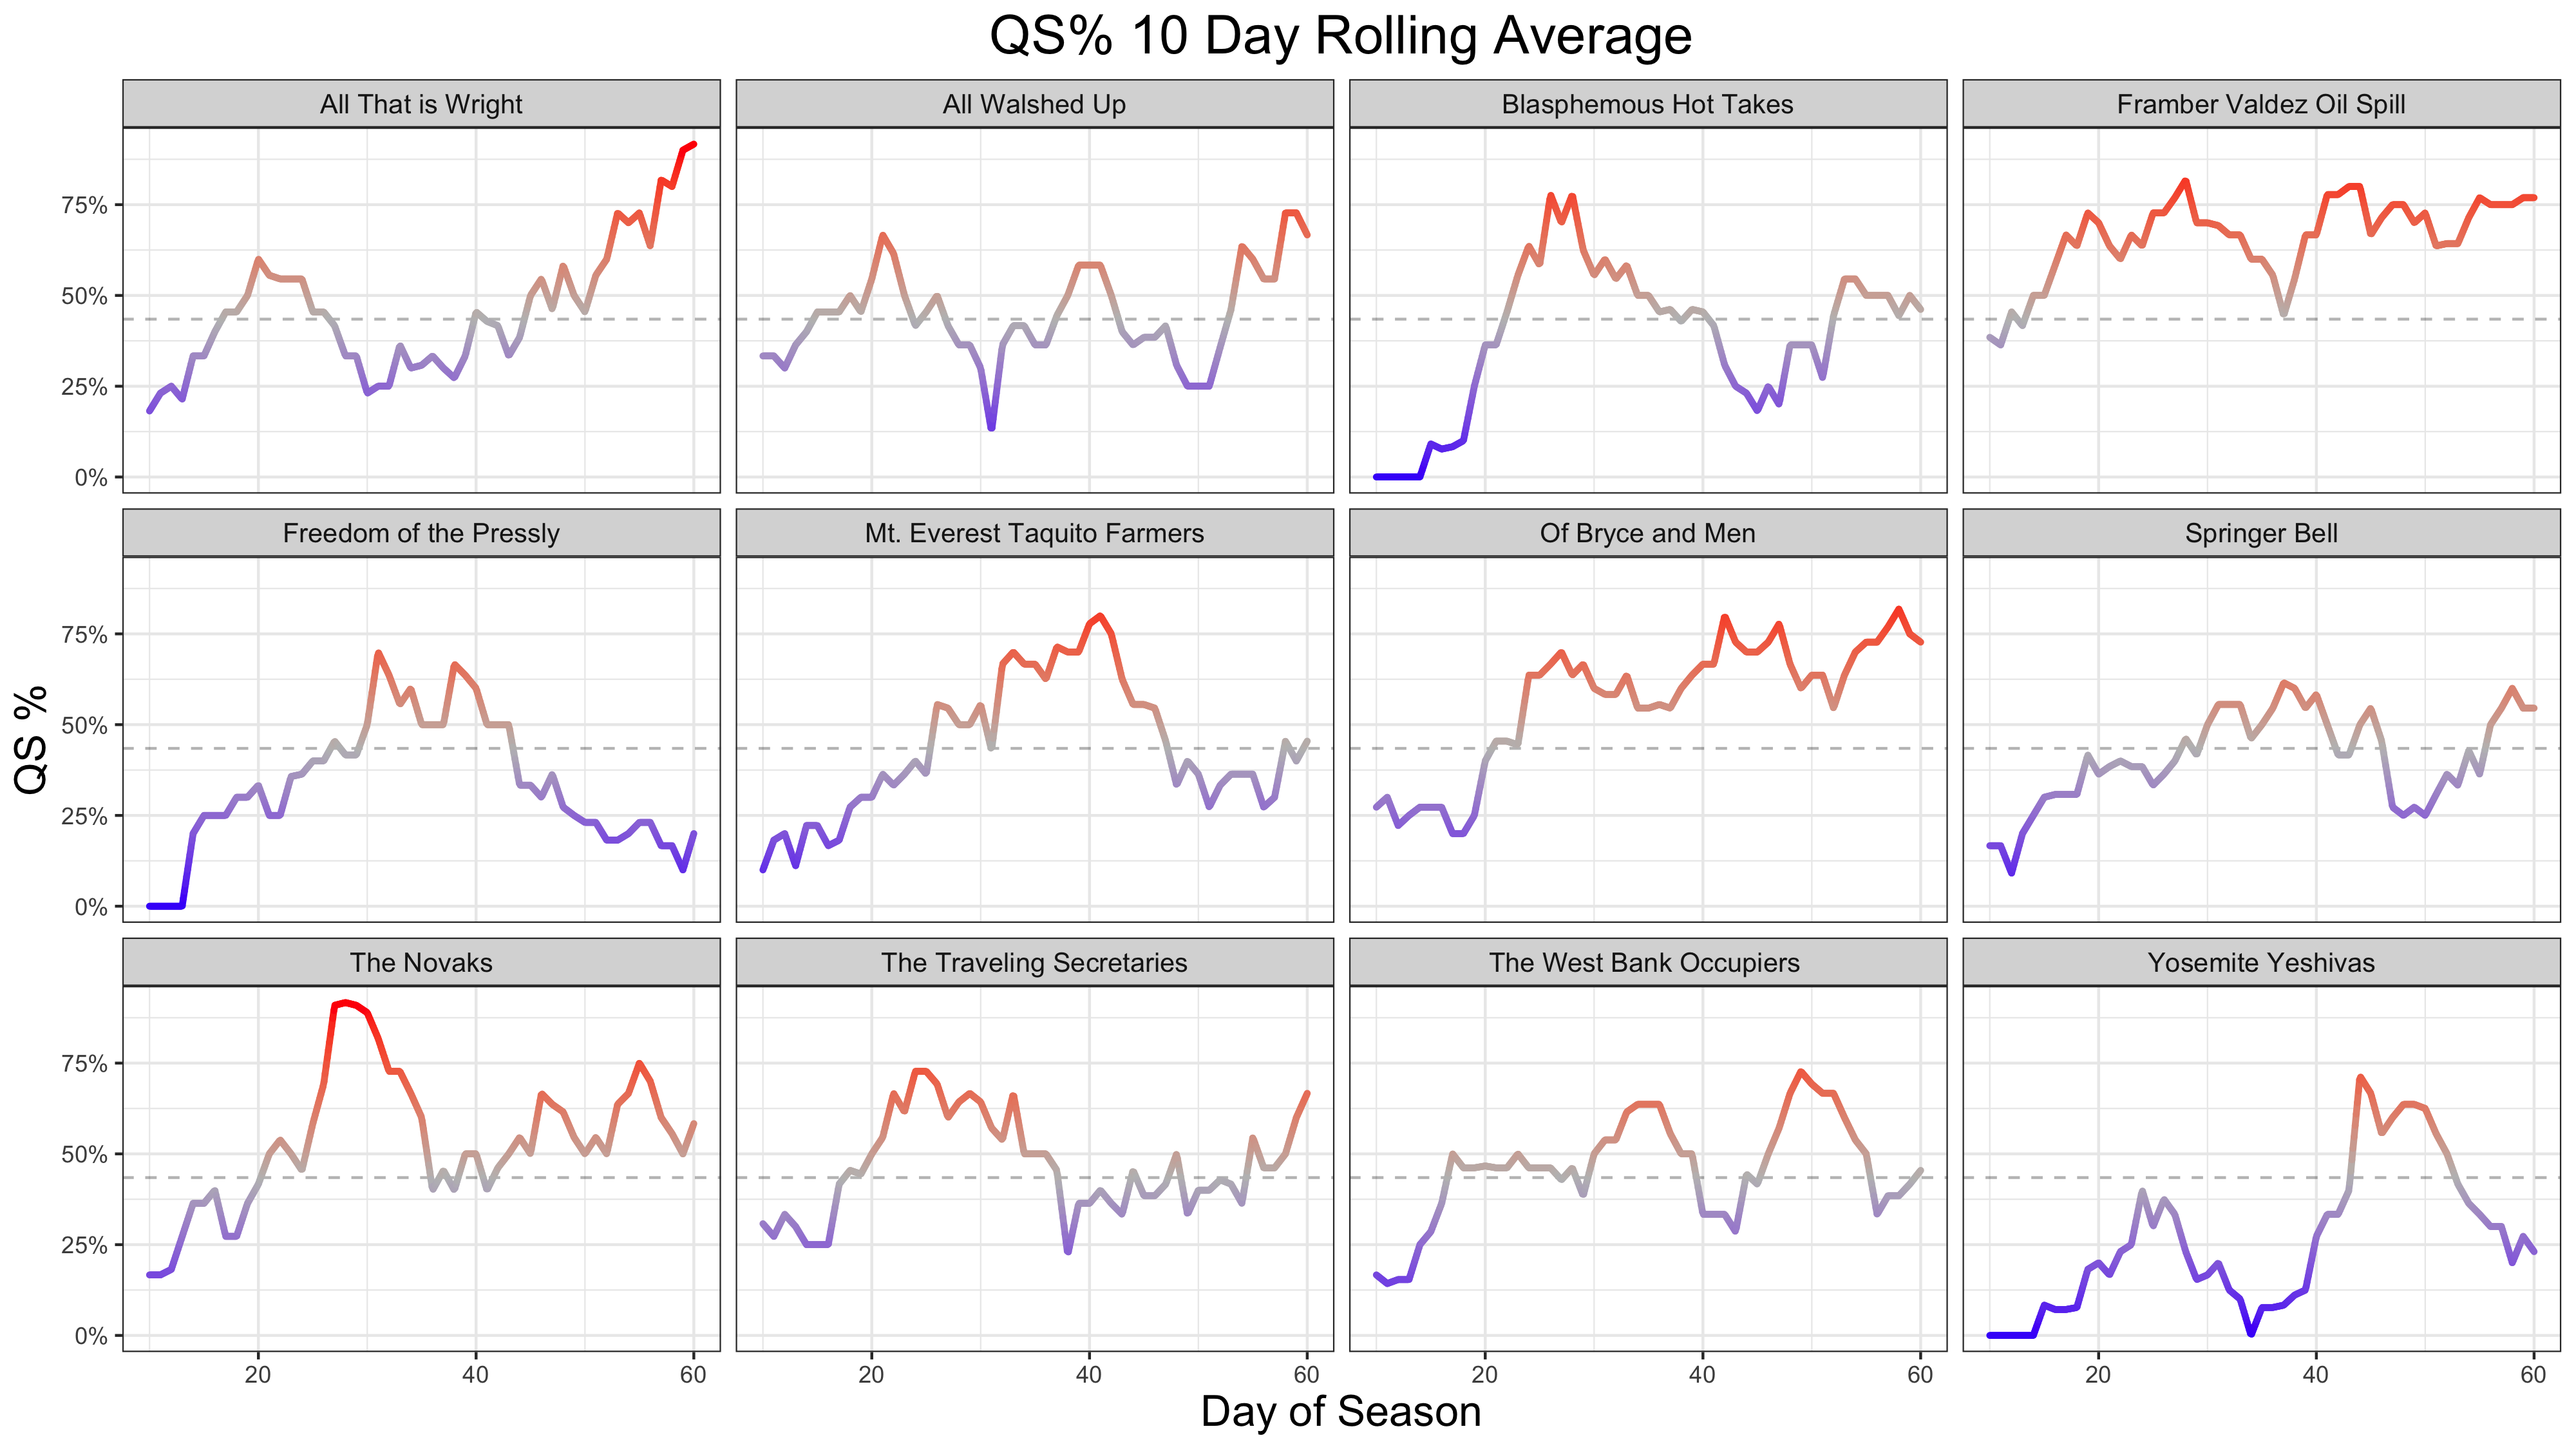 QS% 10 Day Rolling Average
All That is Wright
All Walshed Up
Blasphemous Hot Takes
Framber Valdez Oil Spill
75%
50%
25%
0%
Freedom of the Pressly
Mt. Everest Taquito Farmers
Of Bryce and Men
Springer Bell
75%
50%
25%
0%
QS %
The Novaks
The Traveling Secretaries
The West Bank Occupiers
Yosemite Yeshivas
75%
50%
25%
0%
20 40 60
20 40 60
20 40 60
20 40 60
Day of Season